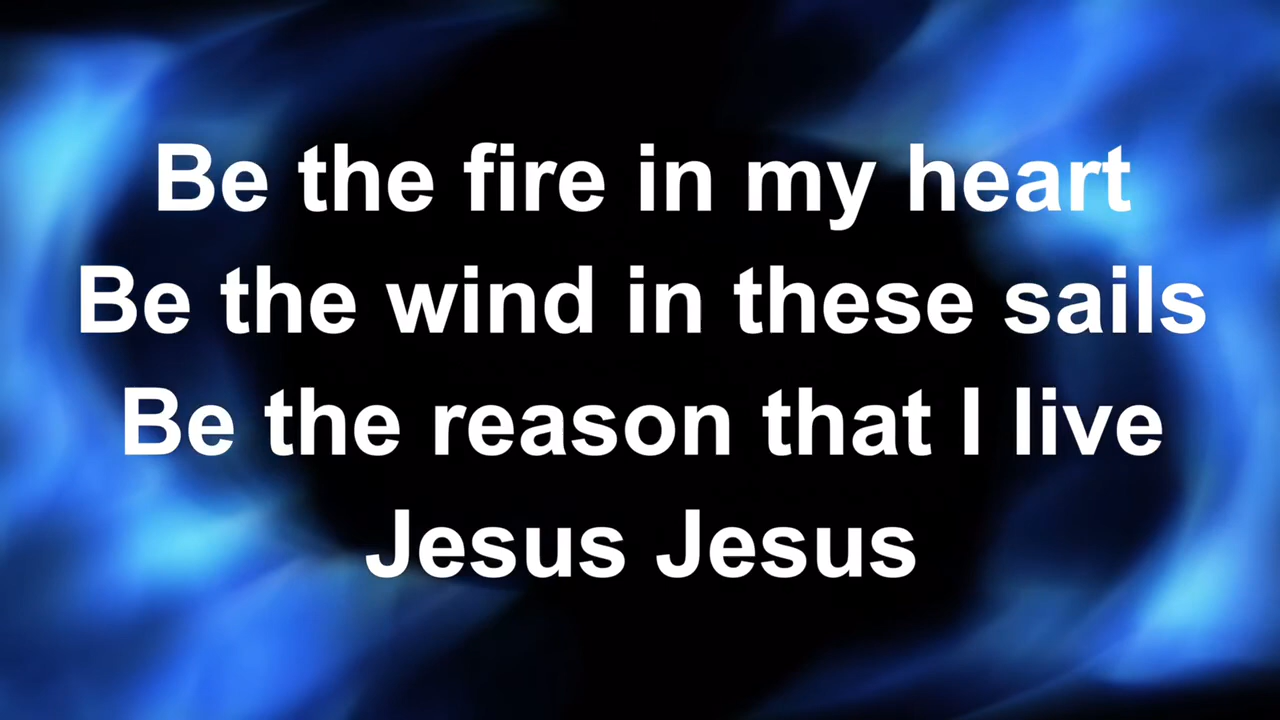 Be the fire in my heart
Be the wind in these sails
Be the reason that I live
Jesus Jesus